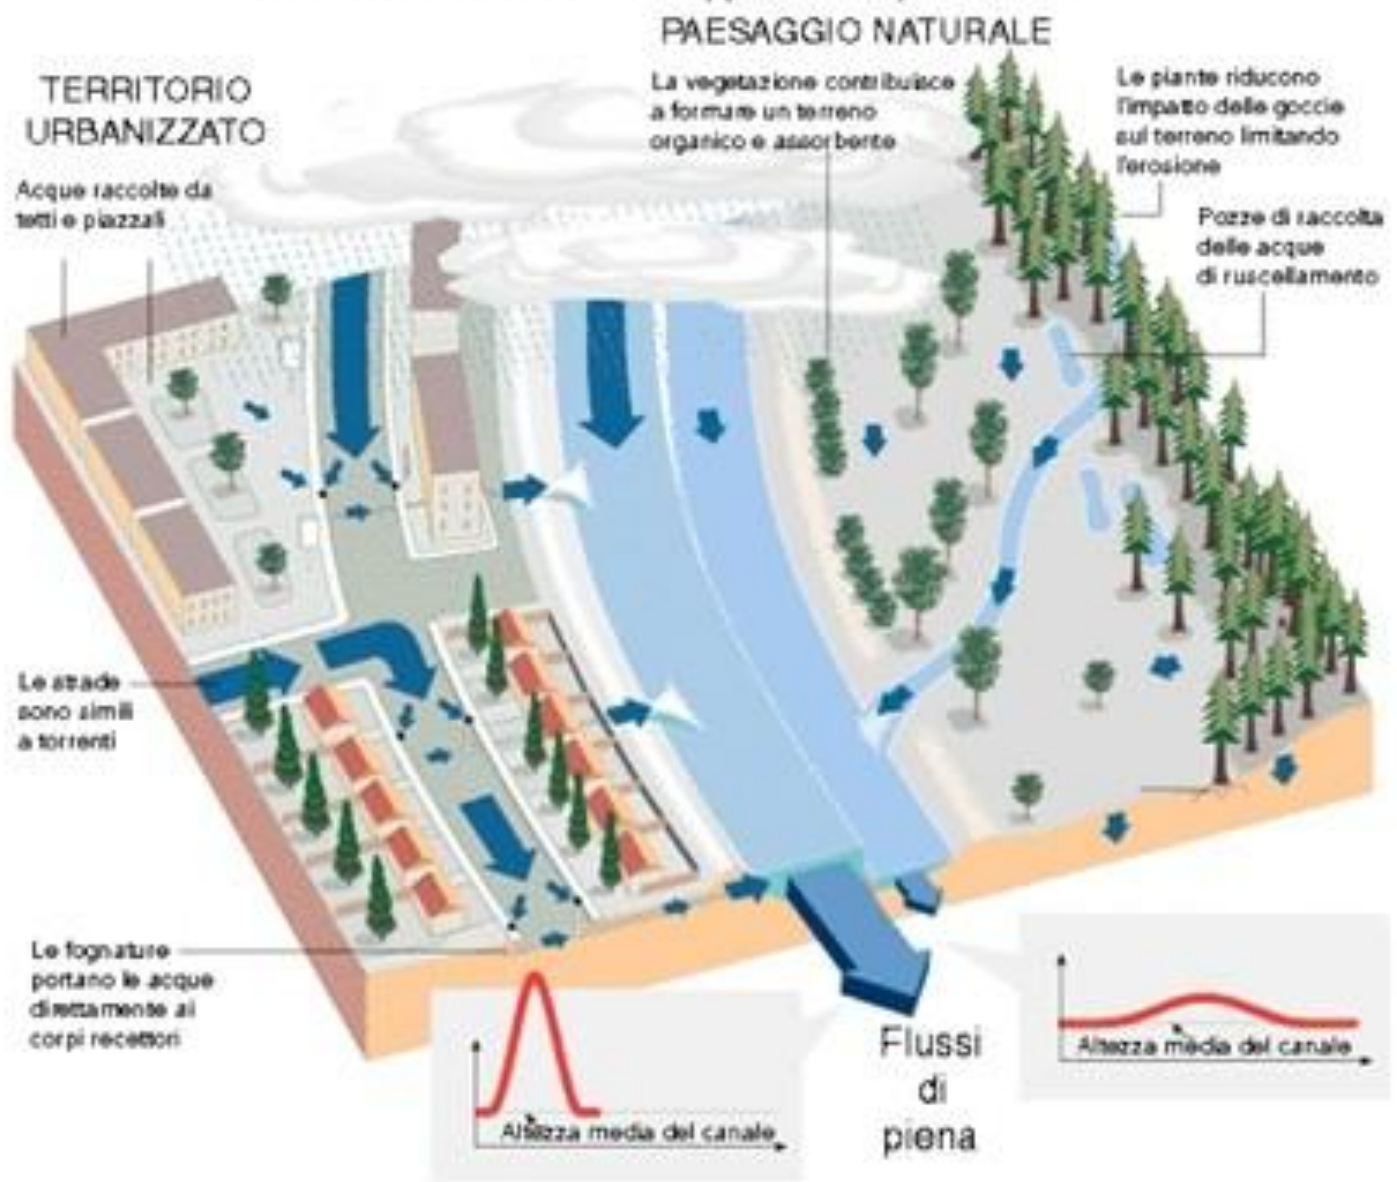 PAESAGGIO NATURALE
TERRITORIO
URBANIZZATO
La vegetazione contribuisce
a formare un terreno
organico e assorbente
Le piante riducono
l'impatto delle goccie
sul terreno limitando
l'erosione
Acque raccolte da
tetti e piazzali
Pozze di raccolta
delle acque
di ruscellamento
Le strade
sono simili
a torrenti
Le fognature
portano le acque
direttamente ai
corpi recettori
Altezza media del canale
Flussi
di
piena
Altezza media del canale